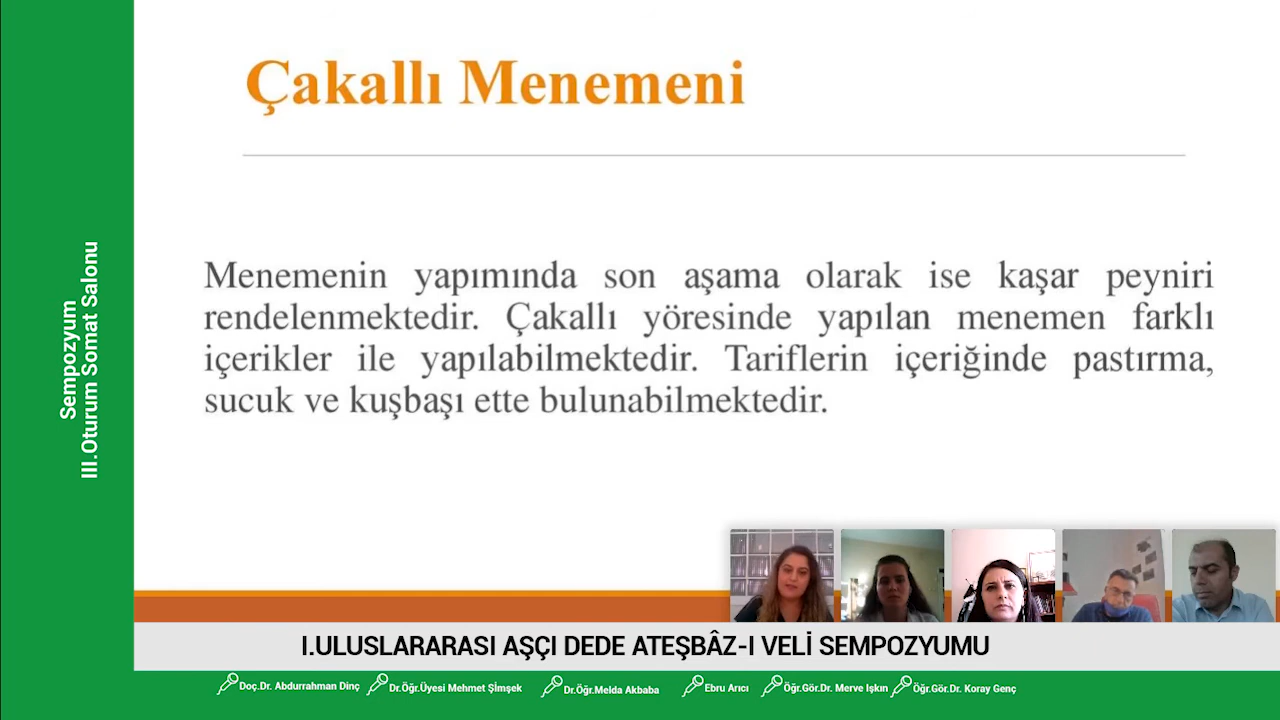 Çakallı Menemeni
Menemenin yapımında son aşama olarak ise kaşar peyniri
rendelenmektedir. Çakallı yöresinde yapılan menemen farklı
içerikler ile yapılabilmektedir. Tariflerin içeriğinde pastırma,
sucuk ve kuşbaşı ette bulunabilmektedir.
Sempozyum
III.Oturum Somat Salonu
I.ULUSLARARASI AŞÇI DEDE ATEŞBÂZ-I VELİ SEMPOZYUMU
Doç.Dr. Abdurrahman Dinç
Dr.Öğr.Üyesi Mehmet Şİmşek
Dr.Öğr.Melda Akbaba
Ebru Arıcı
Öğr.Gör.Dr. Merve Işkın
Öğr.Gör.Dr. Koray Genç